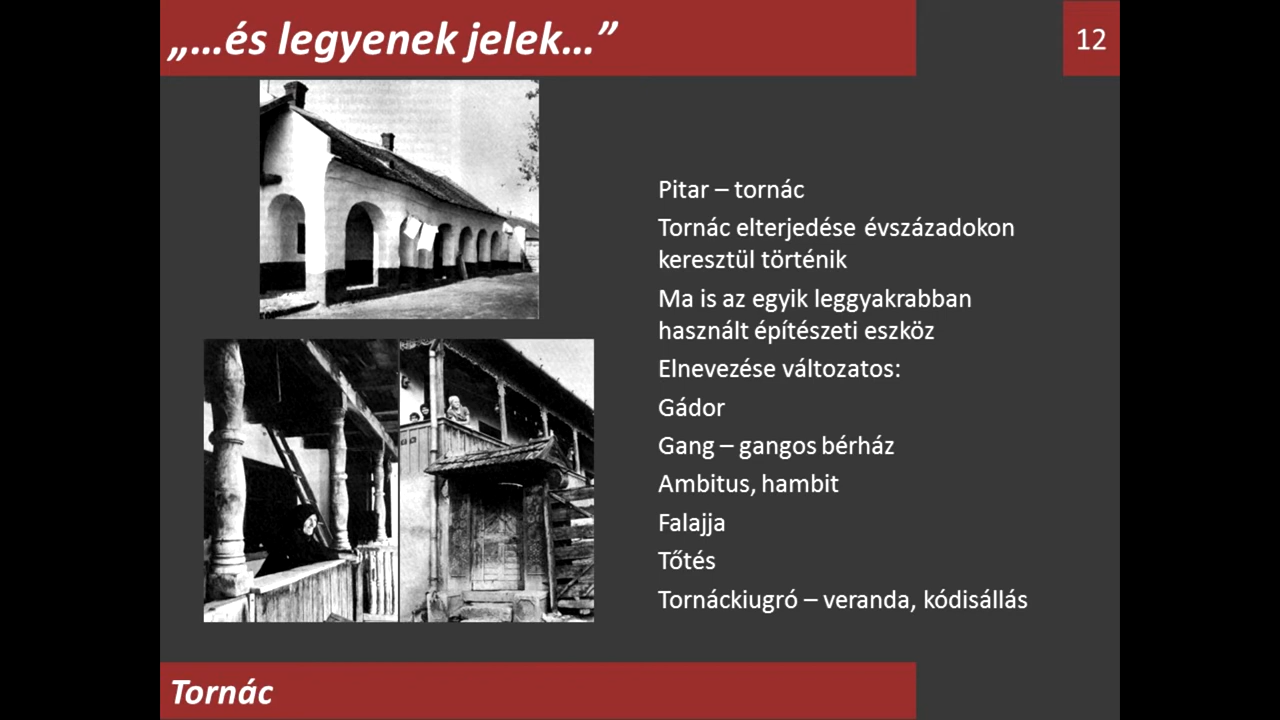 „…és legyenek jelek…”
12
Pitar – tornác
Tornác elterjedése évszázadokon
keresztül történik
Ma is az egyik leggyakrabban
használt építészeti eszköz
Elnevezése változatos:
Gádor
Gang – gangos bérház
Ambitus, hambit
Falajja
Tőtés
Tornáckiugró – veranda, kódisállás
Tornác